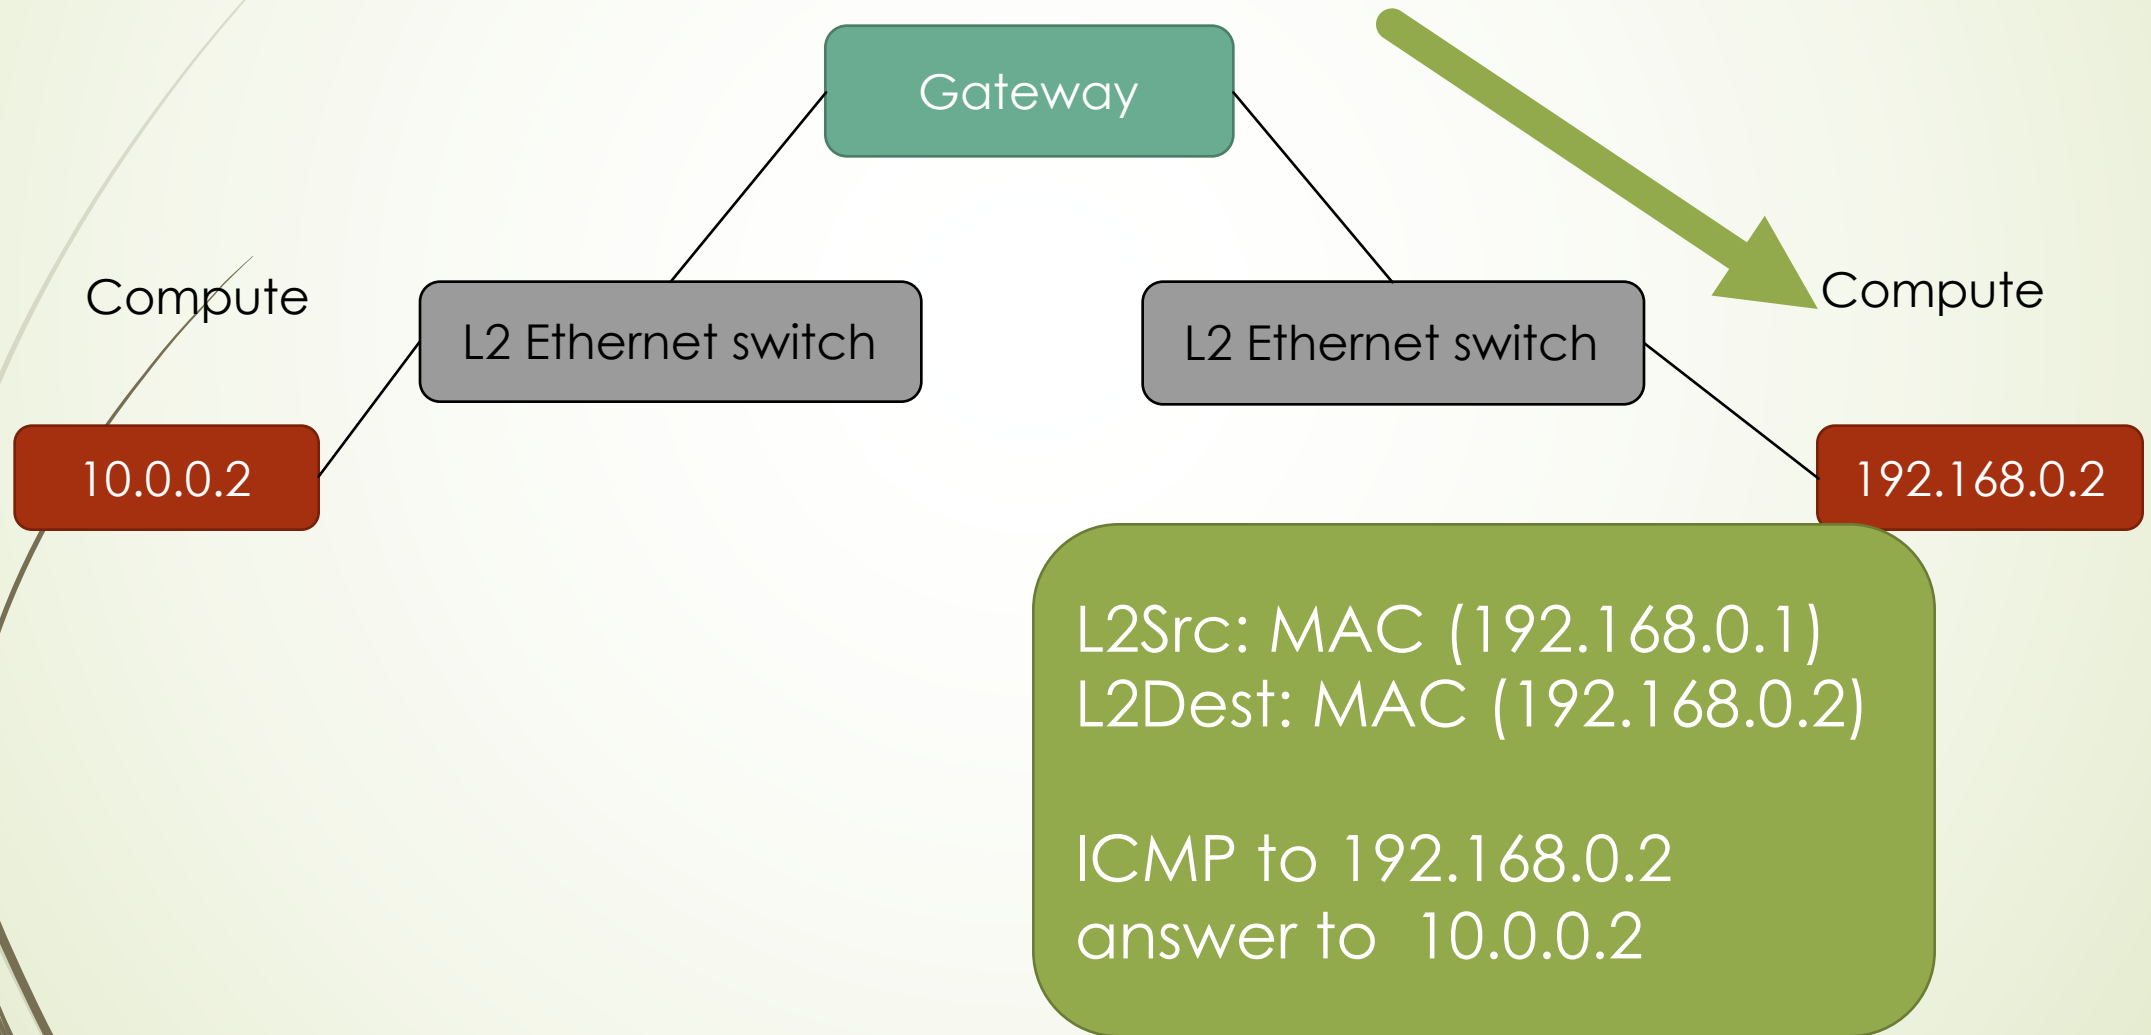 Gateway
Compute
Compute
L2 Ethernet switch
L2 Ethernet switch
10.0.0.2
192.168.0.2
L2Src: MAC (192.168.0.1)
L2Dest: MAC (192.168.0.2)
ICMP to 192.168.0.2
answer to 10.0.0.2